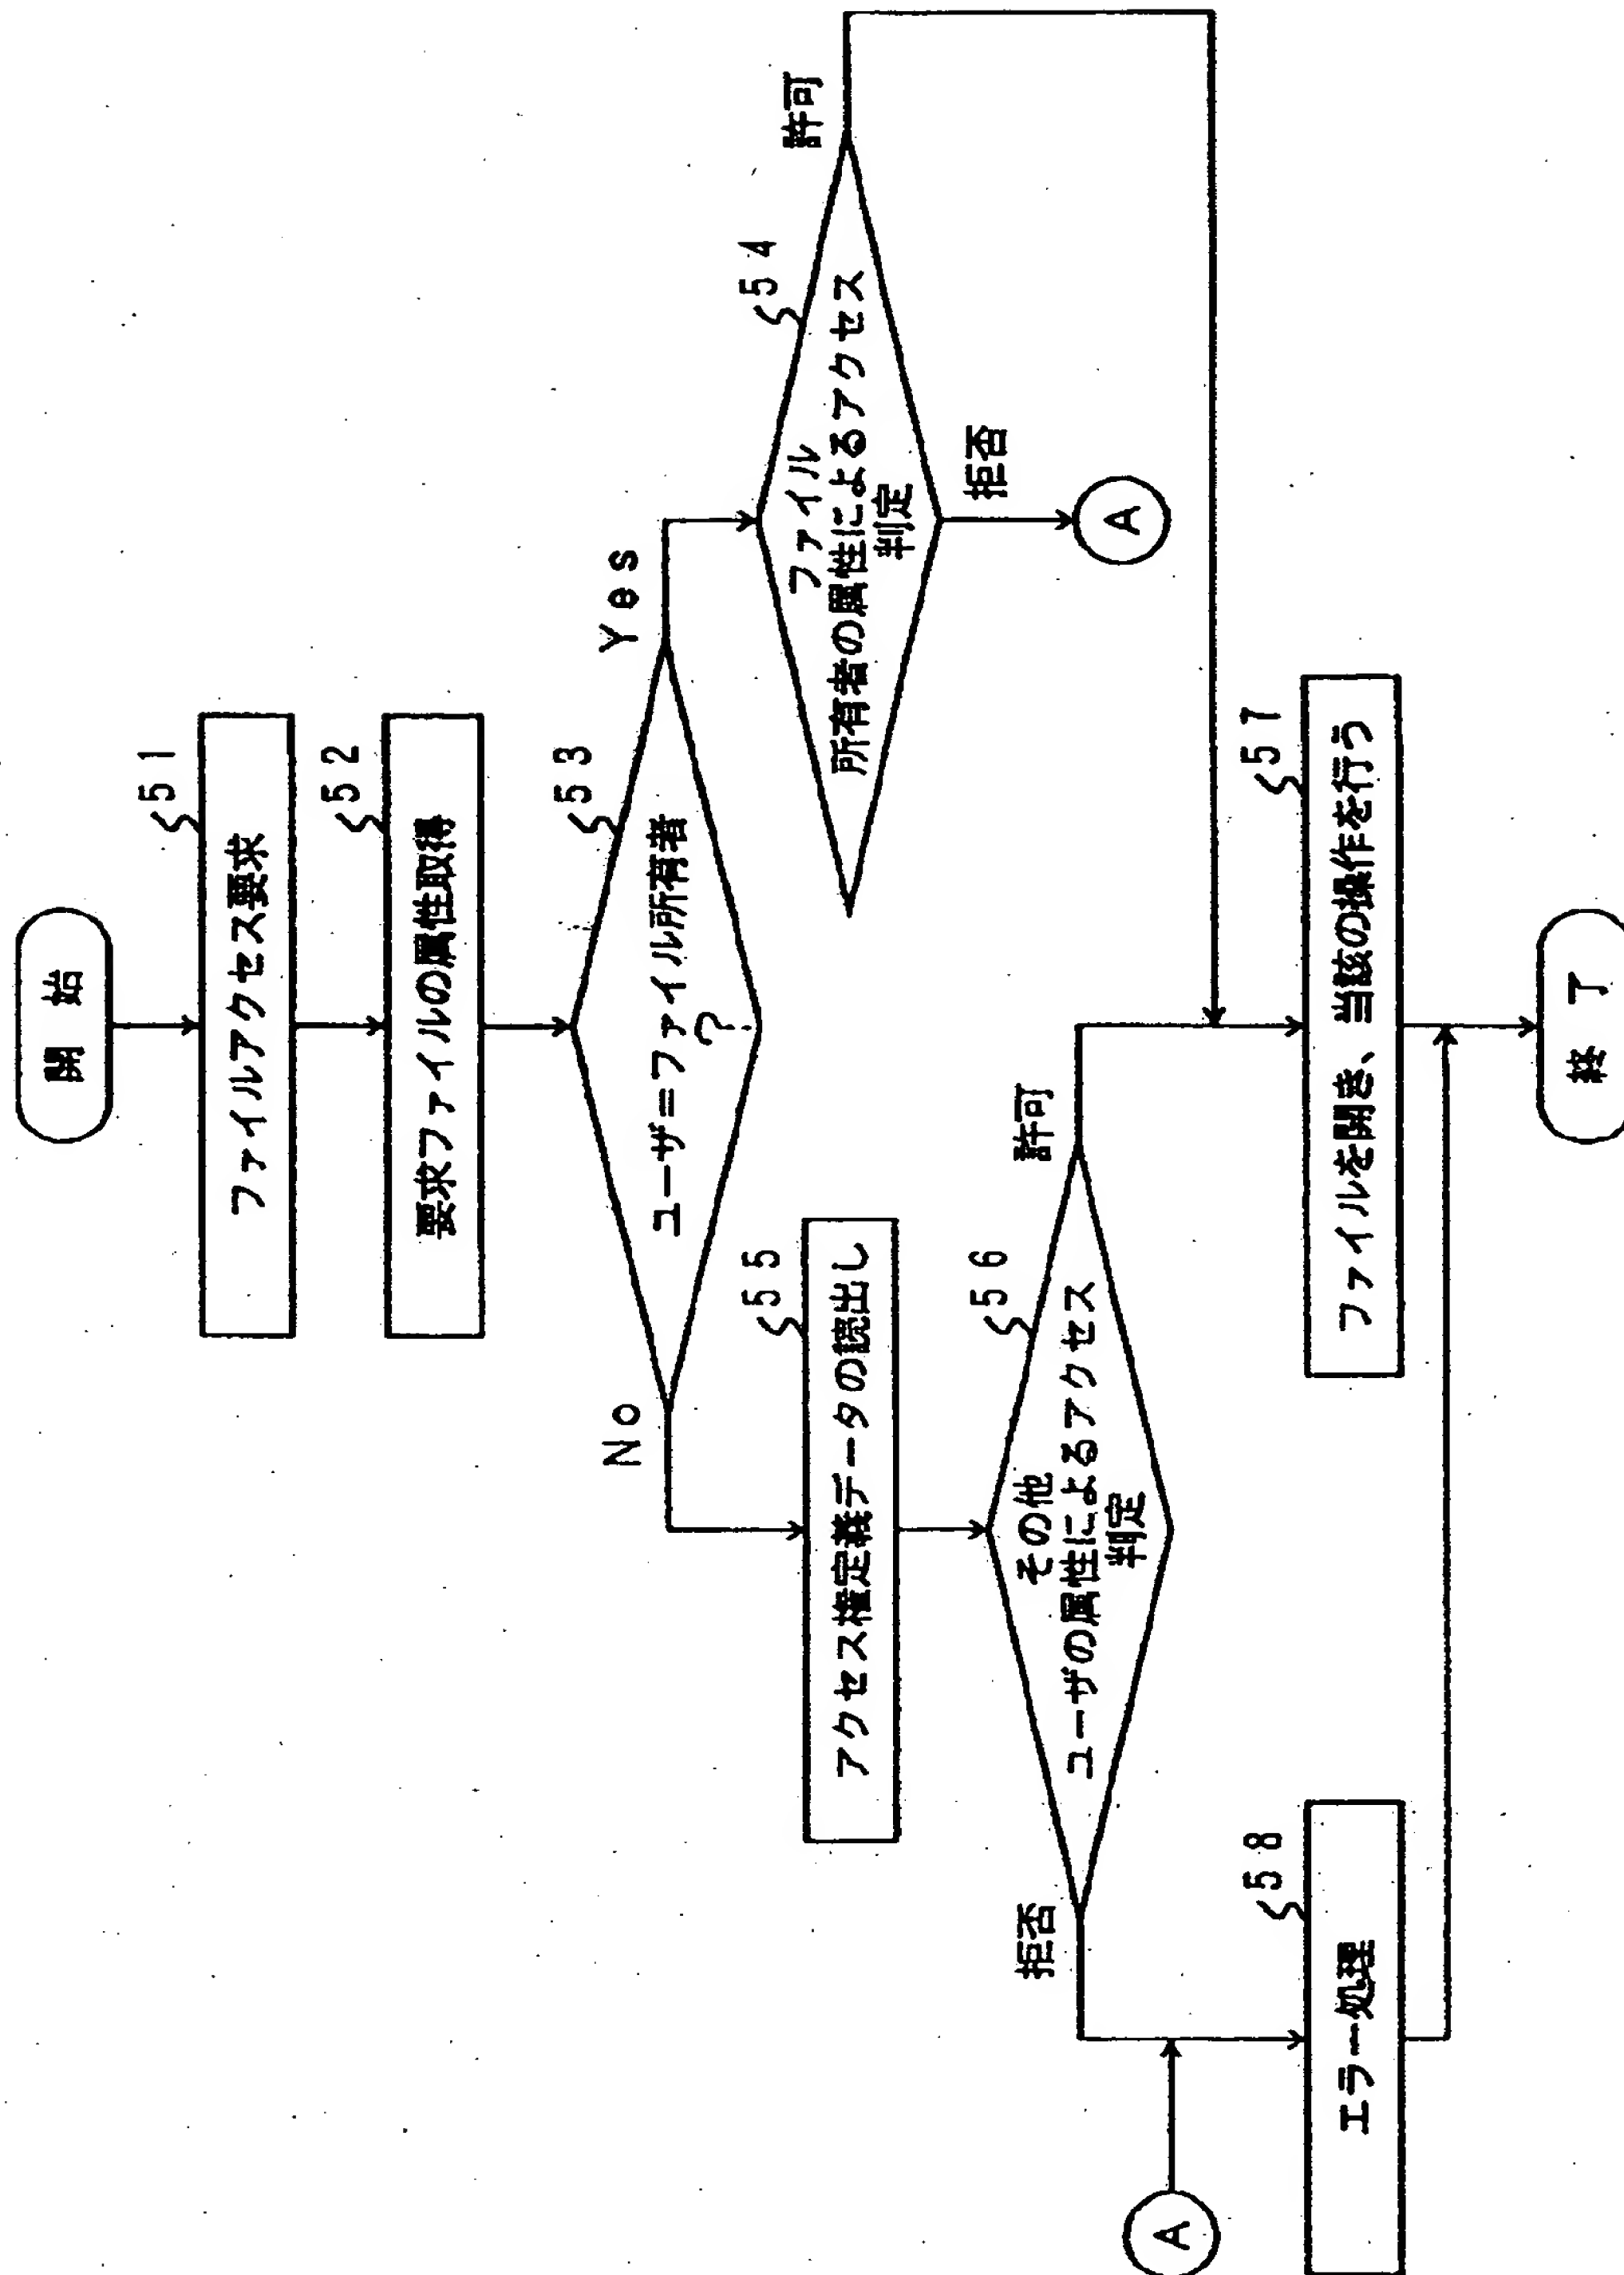 開 始
51
ファイルアクセス要求
52
要求ファイルの属性取得
53
ユーザ=ファイル所有者
?
No
Yes
54
ファイル
所有者の属性によるアクセス
判定
許可
拒否
A
55
アクセス権定義データの読出し
56
その他
ユーザの属性によるアクセス
判定
拒否
許可
A
58
エラー処理
57
ファイルを開き、当該の操作を行う
終 了